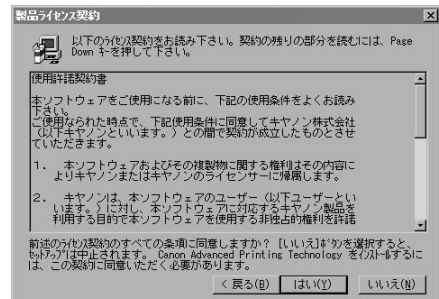 製品ライセンス契約
以下のライセンス契約をお読み下さい。契約の残りの部分を読むには、Page
Down キーを押して下さい。
使用許諾契約書
本ソフトウェアをご使用になる前に、下記の使用条件をよくお読み
下さい。
ご使用なられた時点で、下記使用条件に同意してキヤノン株式会社
（以下キヤノンといいます。）との間で契約が成立したものとさせ
ていただきます。
1. 本ソフトウェアおよびその複製物に関する権利はその内容に
よりキヤノンまたはキヤノンのライセンサーに帰属します。
2. キヤノンは、本ソフトウェアのユーザー（以下ユーザーとい
います。）に対し、本ソフトウェアに対応するキヤノン製品を
利用する目的で本ソフトウェアを使用する非独占的権利を許諾
前述のライセンス契約のすべての条項に同意しますか？［いいえ］ボタンを選択すると、
セットアップは中止されます。Canon Advanced Printing Technology をインストールするに
は、この契約に同意いただく必要があります。
< 戻る(B) はい(Y) いいえ(N)